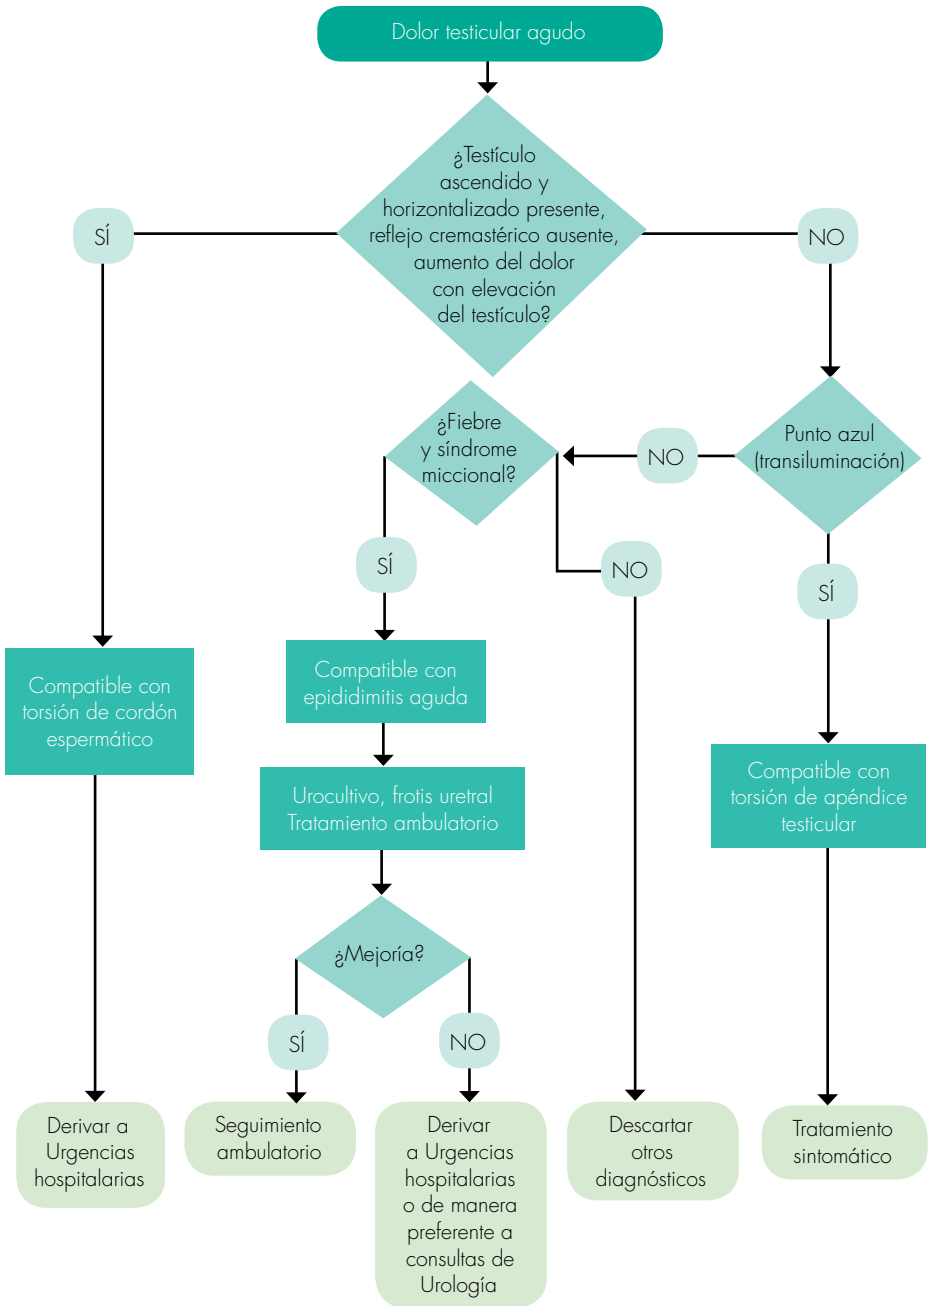 Dolor testicular agudo
¿Testículo
ascendido y
horizontalizado presente,
reflejo cremastérico ausente,
aumento del dolor
con elevación
del testículo?
SÍ
NO
¿Fiebre
y síndrome
miccional?
Punto azul
(transiluminación)
NO
SÍ
NO
SÍ
Compatible con
torsión de cordón
espermático
Compatible con
epididimitis aguda
Urocultivo, frotis uretral
Tratamiento ambulatorio
Compatible con
torsión de apéndice
testicular
¿Mejoría?
SÍ
NO
Derivar a
Urgencias
hospitalarias
Seguimiento
ambulatorio
Derivar
a Urgencias
hospitalarias
o de manera
preferente a
consultas de
Urología
Descartar
otros
diagnósticos
Tratamiento
sintomático